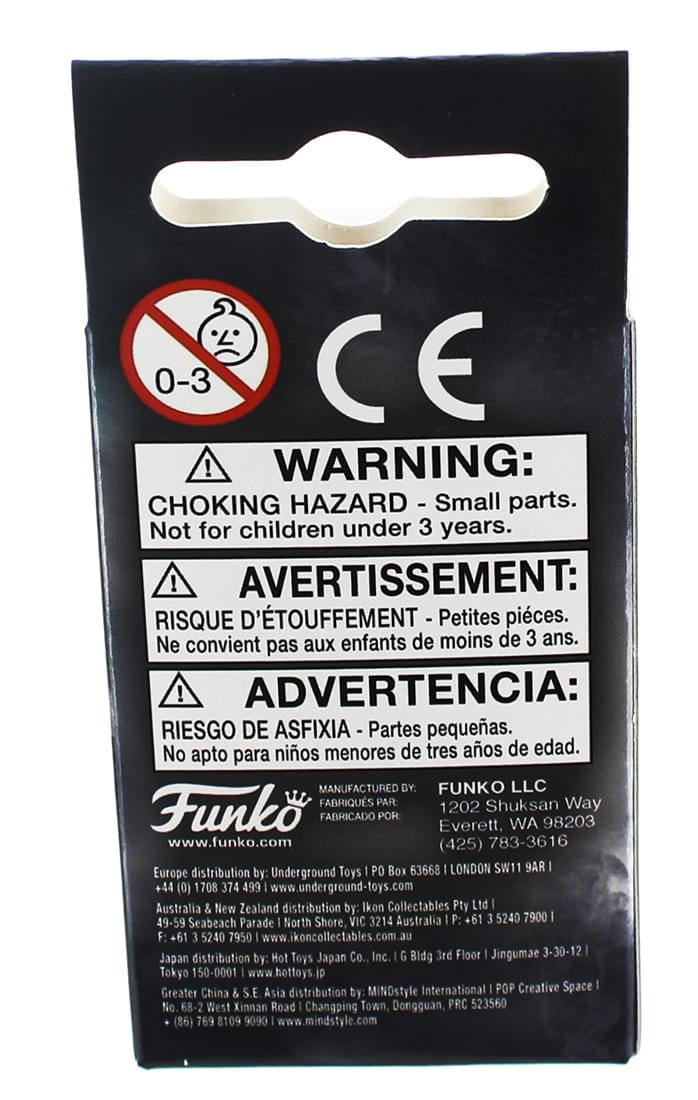 0-3
CE
WARNING:
CHOKING HAZARD - Small parts.
Not for children under 3 years.
AVERTISSEMENT:
RISQUE D'ÉTOUFFEMENT - Petites piéces.
Ne convient pas aux enfants de moins de 3 ans.
ADVERTENCIA:
RIESGO DE ASFIXIA - Partes pequeñas.
No apto para niños menores de tres años de edad.
Funko
www.funko.com
MANUFACTURED BY:
FABRIQUÉS PAR:
FABRICADO POR:
FUNKO LLC
1202 Shuksan Way
Everett, WA 98203
(425) 783-3616
Europe distribution by: Underground Toys | PO Box 63668 | LONDON SW11 9AR |
+44 (0) 1708 374 499 | www.underground-toys.com
Australia & New Zealand distribution by: Ikon Collectables Pty Ltd |
49-59 Seabeach Parade | North Shore, VIC 3214 Australia | P: +61 3 5240 7900 |
F: +61 3 5240 7950 | www.ikoncollectables.com.au
Japan distribution by: Hot Toys Japan Co., Inc. | G Bldg 3rd Floor | Jingumae 3-30-12 |
Tokyo 150-0001 | www.hottoys.jp
Greater China & S.E. Asia distribution by: MINDstyle International | POP Creative Space |
No. 68-2 West Xinnan Road | Changping Town, Dongguan, PRC 523560
+ (86) 769 8109 9090 | www.mindstyle.com